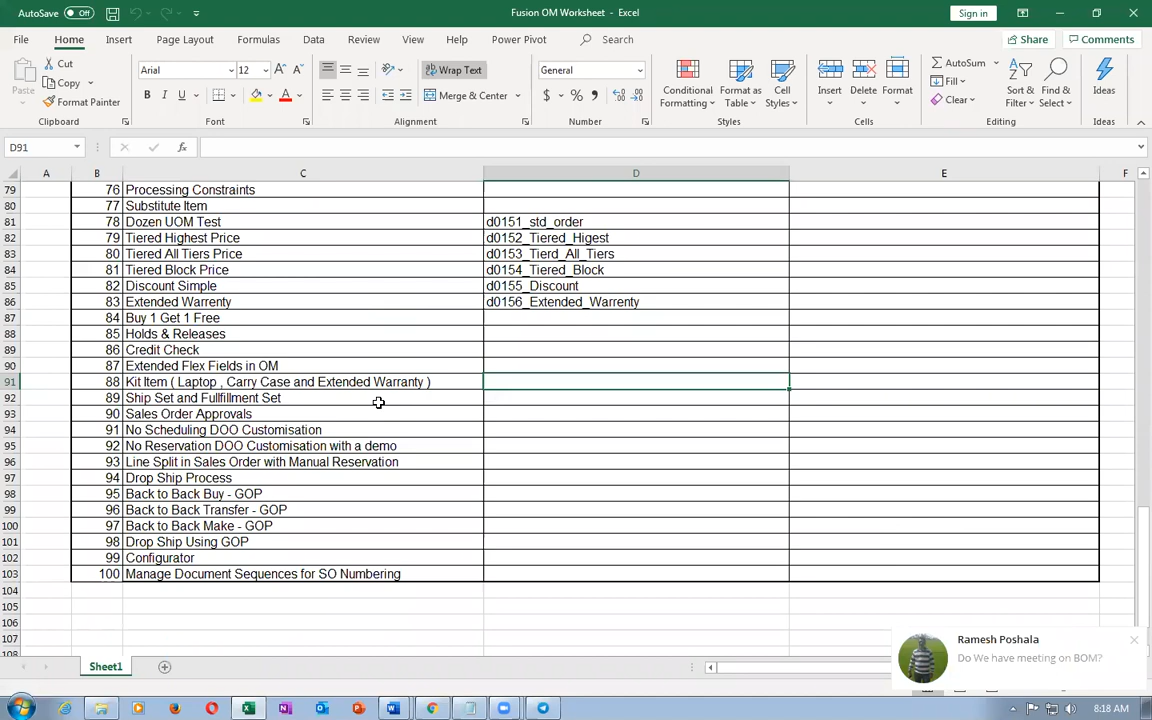 AutoSave Off Fusion OM Worksheet - Excel Sign in
File Home Insert Page Layout Formulas Data Review View Help Power Pivot Search Share Comments
Paste Cut Copy Format Painter Clipboard
Arial 12 B I U A Font
Wrap Text Merge & Center Alignment
General $ % Number
Conditional Formatting Format as Table Cell Styles Styles
Insert Delete Format Cells
AutoSum Fill Clear Sort & Filter Find & Select Editing
Ideas Ideas
D91 fx
A B C D E F
79 76 Processing Constraints
80 77 Substitute Item
81 78 Dozen UOM Test d0151_std_order
82 79 Tiered Highest Price d0152_Tiered_Higest
83 80 Tiered All Tiers Price d0153_Tierd_All_Tiers
84 81 Tiered Block Price d0154_Tiered_Block
85 82 Discount Simple d0155_Discount
86 83 Extended Warrenty d0156_Extended_Warrenty
87 84 Buy 1 Get 1 Free
88 85 Holds & Releases
89 86 Credit Check
90 87 Extended Flex Fields in OM
91 88 Kit Item ( Laptop , Carry Case and Extended Warranty )
92 89 Ship Set and Fullfillment Set
93 90 Sales Order Approvals
94 91 No Scheduling DOO Customisation
95 92 No Reservation DOO Customisation with a demo
96 93 Line Split in Sales Order with Manual Reservation
97 94 Drop Ship Process
98 95 Back to Back Buy - GOP
99 96 Back to Back Transfer - GOP
100 97 Back to Back Make - GOP
101 98 Drop Ship Using GOP
102 99 Configurator
103 100 Manage Document Sequences for SO Numbering
104
105
106
107
108
Ramesh Poshala
Do We have meeting on BOM?
Sheet1
8:18 AM